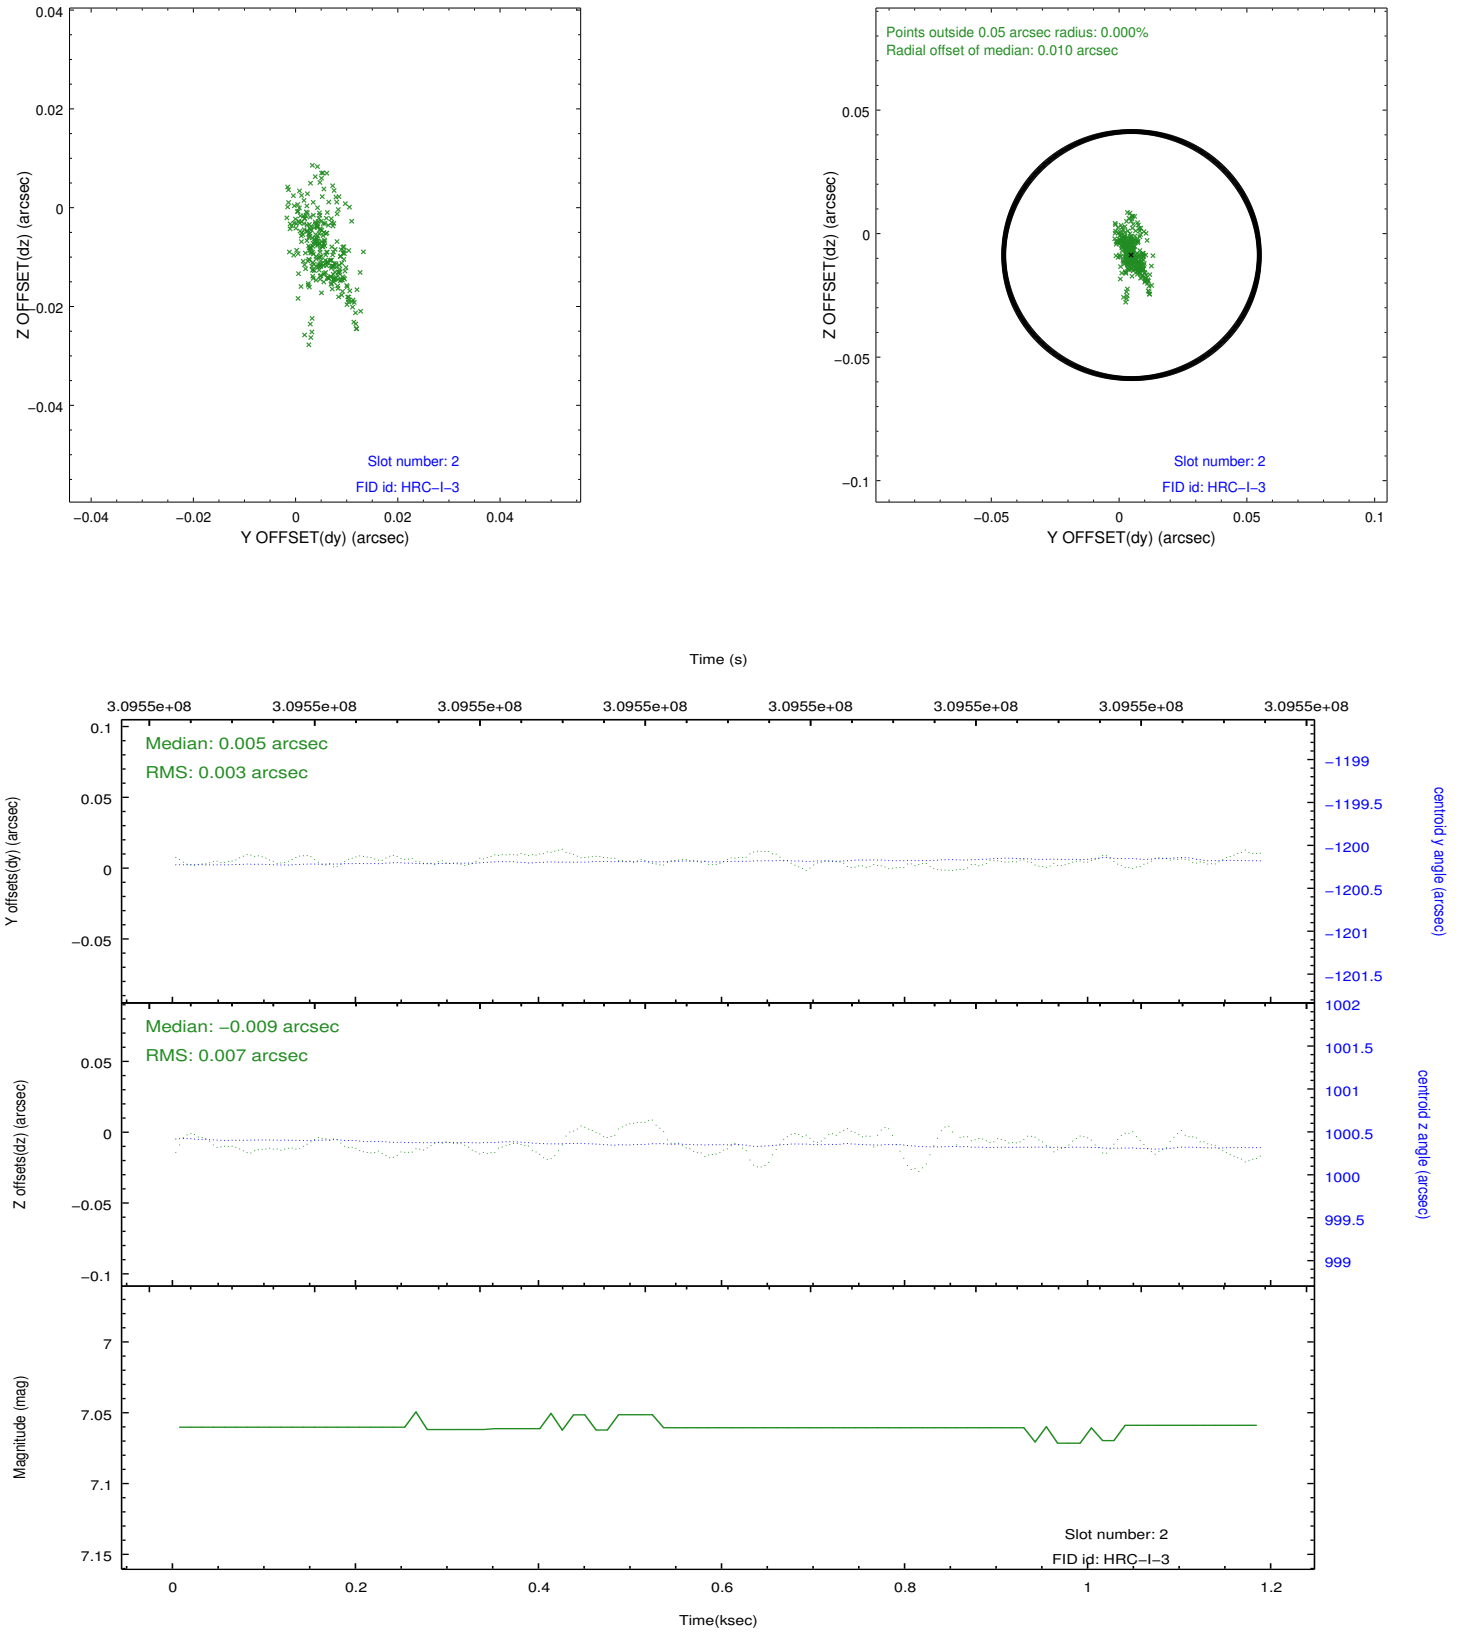 0.04
0.02
0
−0.02
−0.04
Z OFFSET(dz) (arcsec)
Slot number: 2
FID id: HRC−I−3
−0.04 −0.02 0 0.02 0.04
Y OFFSET(dy) (arcsec)
Points outside 0.05 arcsec radius: 0.000%
Radial offset of median: 0.010 arcsec
0.05
0
−0.05
−0.1
Z OFFSET(dz) (arcsec)
Slot number: 2
FID id: HRC−I−3
−0.05 0 0.05 0.1
Y OFFSET(dy) (arcsec)
Time (s)
3.0955e+08 3.0955e+08 3.0955e+08 3.0955e+08 3.0955e+08 3.0955e+08 3.0955e+08 3.0955e+08
Median: 0.005 arcsec
RMS: 0.003 arcsec
0.1
0.05
0
−0.05
Y offsets(dy) (arcsec)
−1199
−1199.5
−1200
−1200.5
−1201
−1201.5
centroid y angle (arcsec)
Median: −0.009 arcsec
RMS: 0.007 arcsec
0.05
0
−0.05
−0.1
Z offsets(dz) (arcsec)
1002
1001.5
1001
1000.5
1000
999.5
999
centroid z angle (arcsec)
7
7.05
7.1
7.15
Magnitude (mag)
Slot number: 2
FID id: HRC−I−3
0 0.2 0.4 0.6 0.8 1 1.2
Time(ksec)